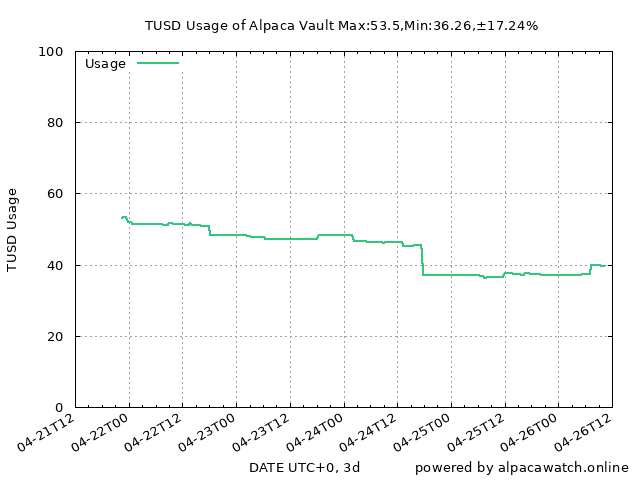 TUSD Usage of Alpaca Vault Max:53.5,Min:36.26,±17.24%
Usage
100
80
60
40
20
0
TUSD Usage
04-21T12
04-22T00
04-22T12
04-23T00
04-23T12
04-24T00
04-24T12
04-25T00
04-25T12
04-26T00
04-26T12
DATE UTC+0, 3d
powered by alpacawatch.online